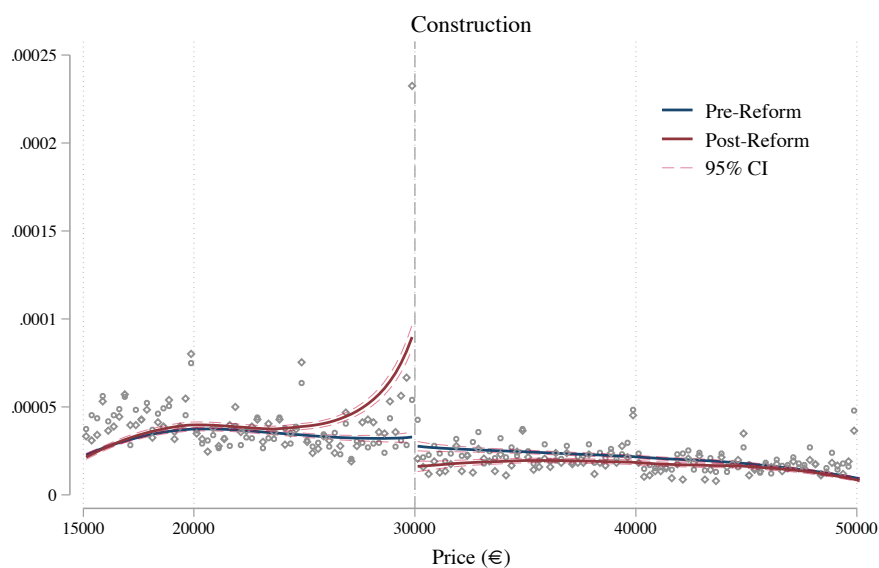 Construction
.00025
.0002
.00015
.0001
.00005
0
Pre-Reform
Post-Reform
95% CI
15000 20000 30000 40000 50000
Price (€)